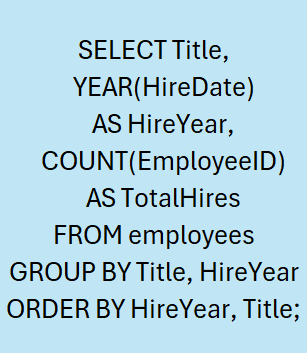 SELECT Title,
YEAR(HireDate)
AS HireYear,
COUNT(EmployeeID)
AS TotalHires
FROM employees
GROUP BY Title, HireYear
ORDER BY HireYear, Title;